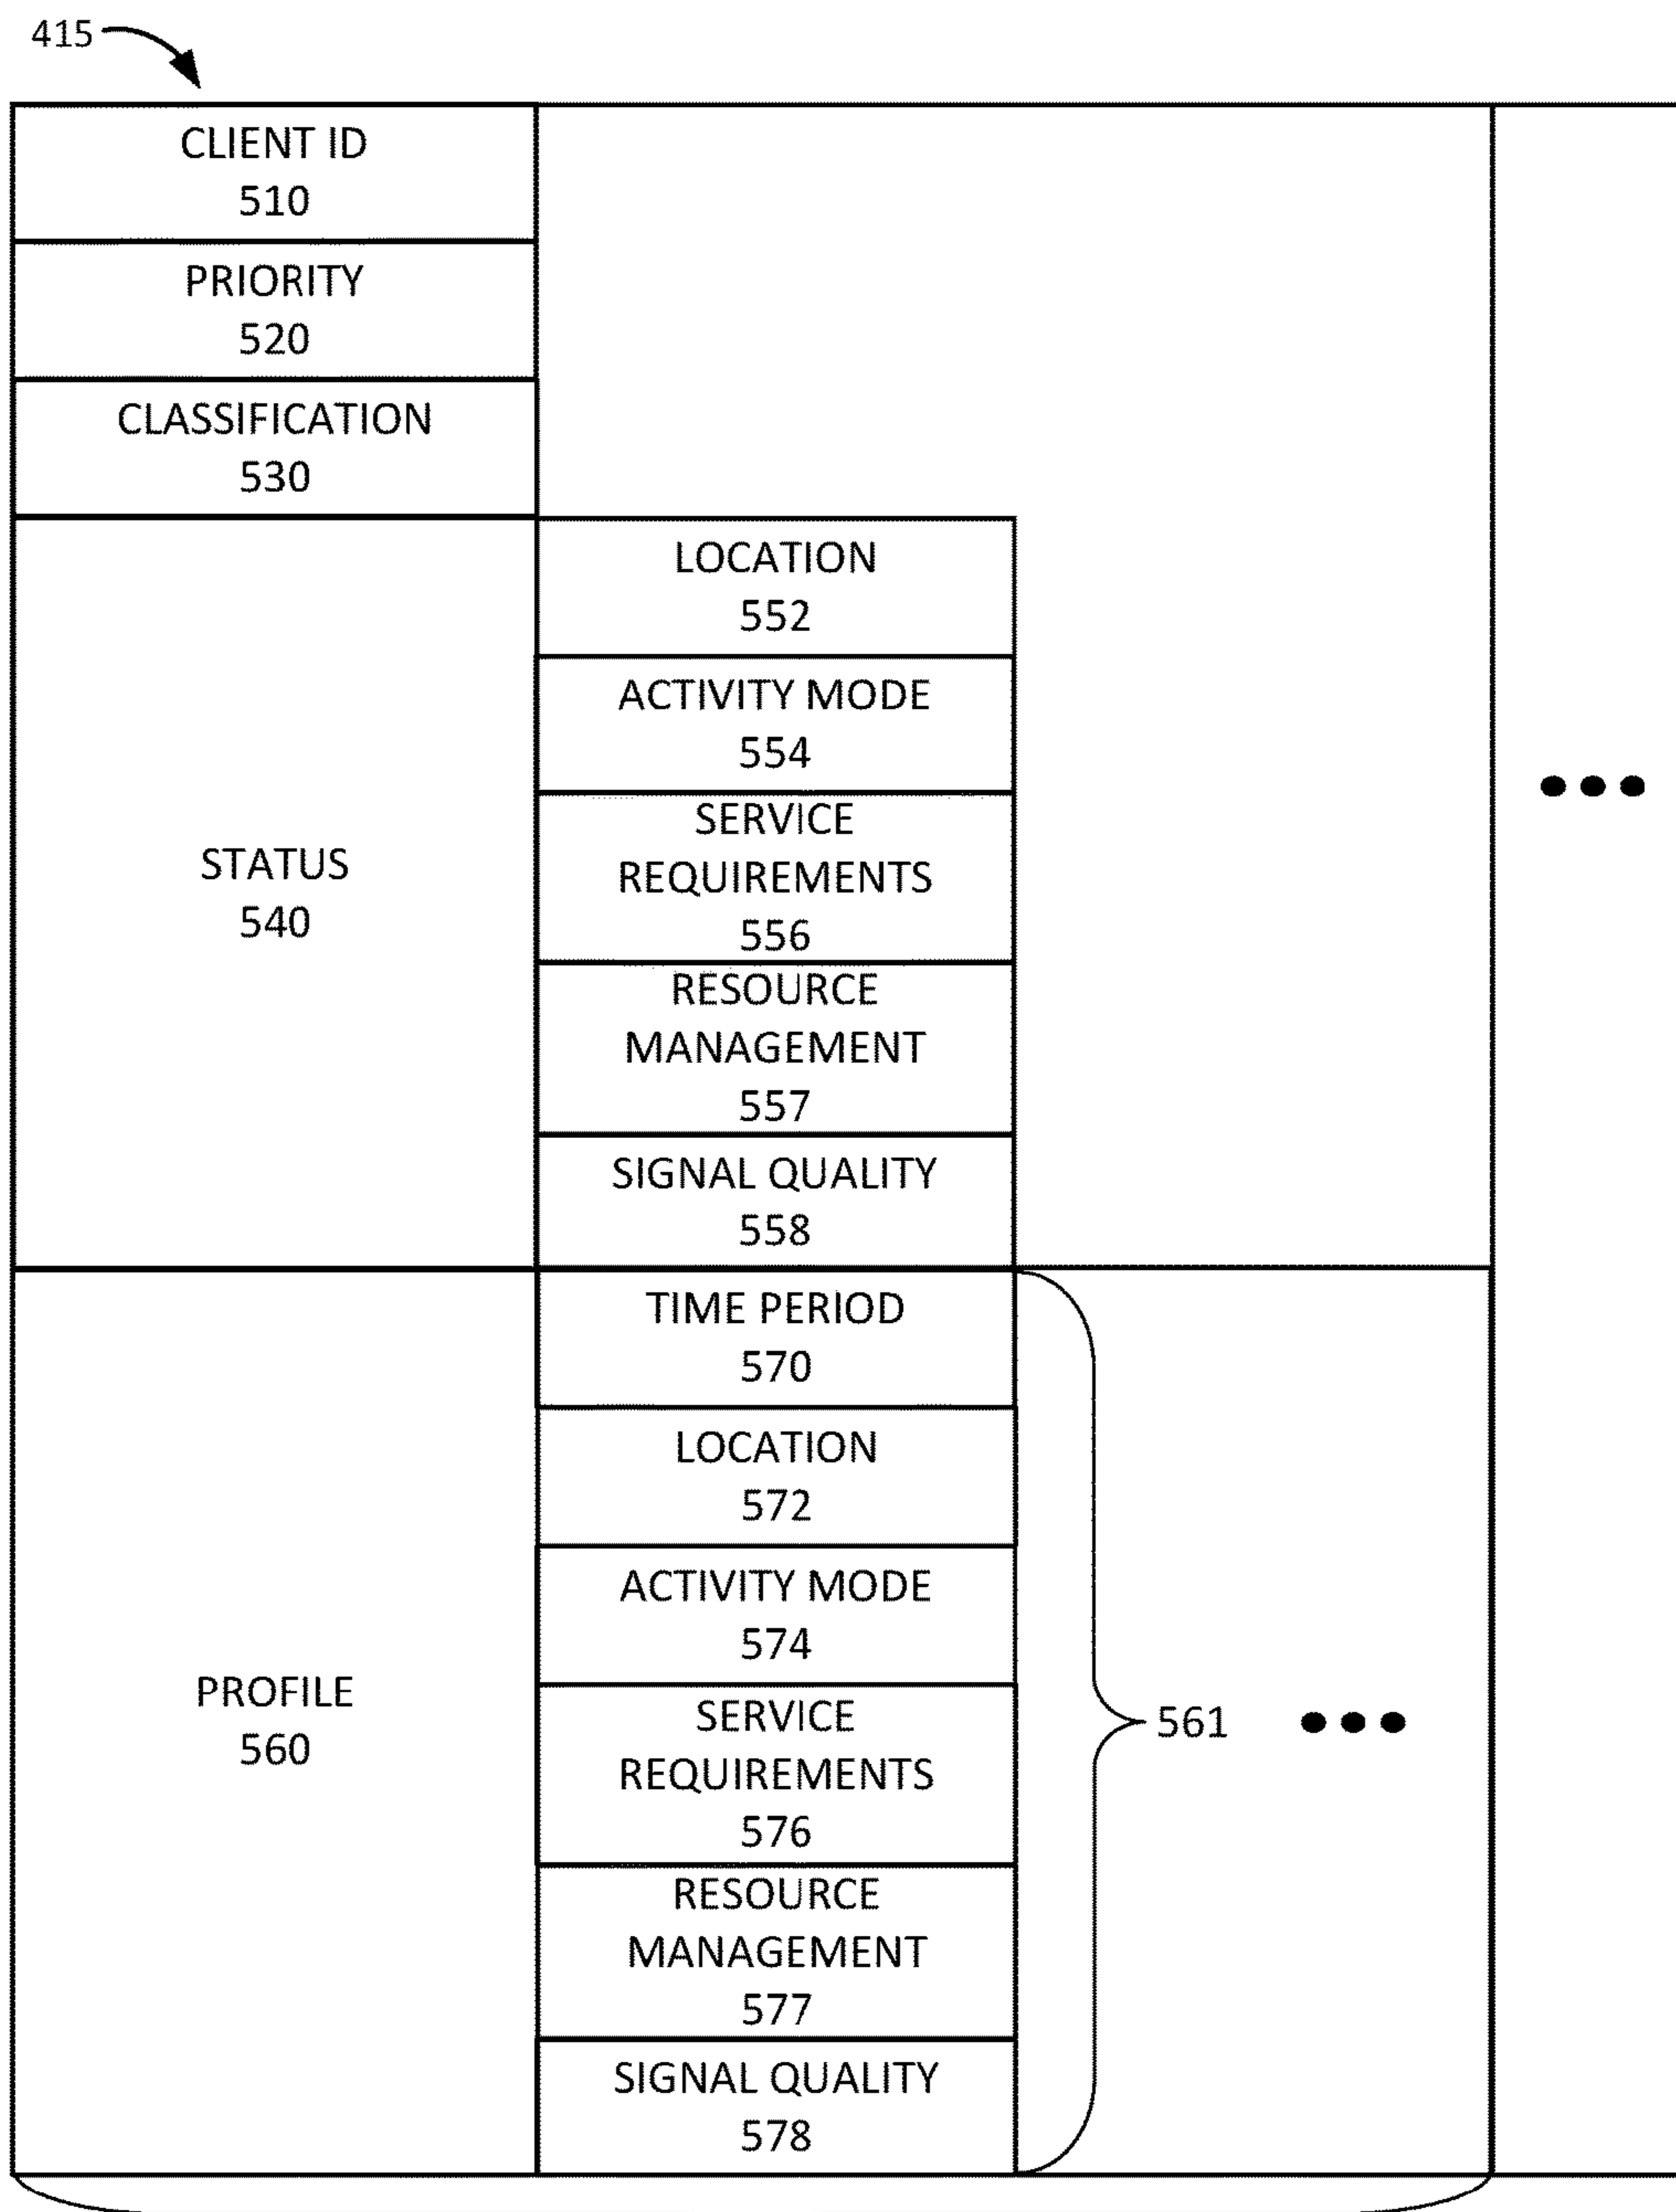 415
CLIENT ID
510
PRIORITY
520
CLASSIFICATION
530
STATUS
540
LOCATION
552
ACTIVITY MODE
554
SERVICE
REQUIREMENTS
556
RESOURCE
MANAGEMENT
557
SIGNAL QUALITY
558
PROFILE
560
TIME PERIOD
570
LOCATION
572
ACTIVITY MODE
574
SERVICE
REQUIREMENTS
576
RESOURCE
MANAGEMENT
577
SIGNAL QUALITY
578
561